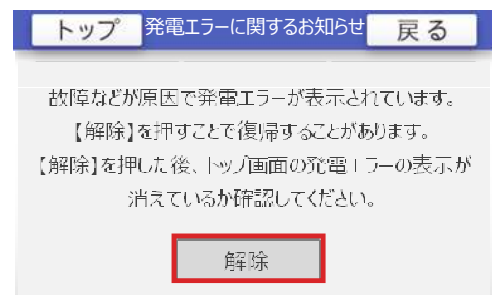 トップ 発電エラーに関するお知らせ 戻る
故障などが原因で発電エラーが表示されています。
【解除】を押すことで復帰することがあります。
【解除】を押した後、トップ画面の発電エラーの表示が
消えているか確認してください。
解除